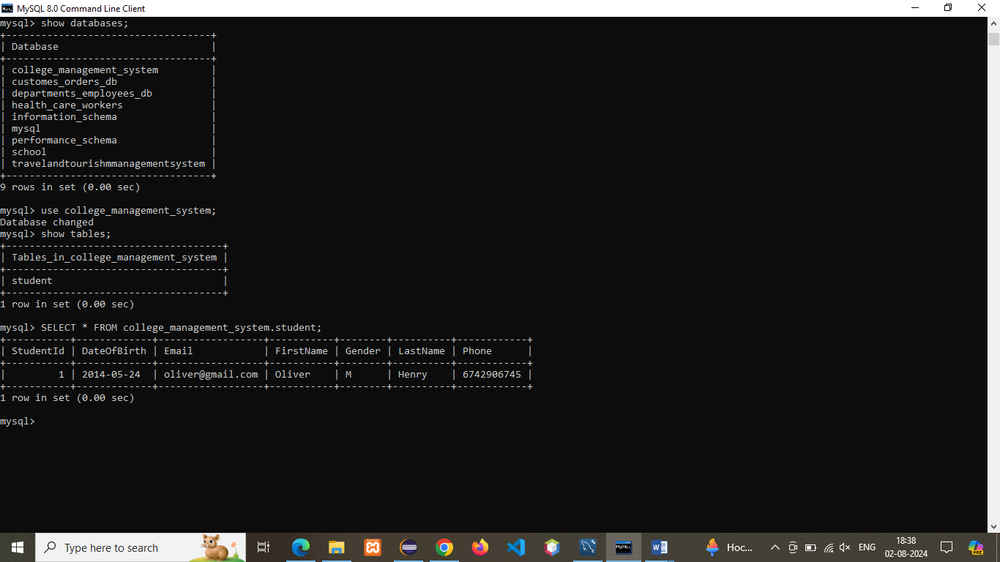 MySQL 8.0 Command Line Client
mysql> show databases;
+-----------------------------------+
| Database                          |
+-----------------------------------+
| college_management_system         |
| customes_orders_db                |
| departments_employees_db          |
| health_care_workers               |
| information_schema                |
| mysql                             |
| performance_schema                |
| school                            |
| travelandtourishmmanagementsystem |
+-----------------------------------+
9 rows in set (0.00 sec)
mysql> use college_management_system;
Database changed
mysql> show tables;
+-------------------------------------+
| Tables_in_college_management_system |
+-------------------------------------+
| student                             |
+-------------------------------------+
1 row in set (0.00 sec)
mysql> SELECT * FROM college_management_system.student;
+-----------+-------------+------------------+-----------+--------+----------+------------+
| StudentId | DateOfBirth | Email            | FirstName | Gender | LastName | Phone      |
+-----------+-------------+------------------+-----------+--------+----------+------------+
|         1 | 2014-05-24  | oliver@gmail.com | Oliver    | M      | Henry    | 6742906745 |
+-----------+-------------+------------------+-----------+--------+----------+------------+
1 row in set (0.00 sec)
mysql>
Type here to search
Hoc...
ENG
18:38
02-08-2024
MySQL
PRE